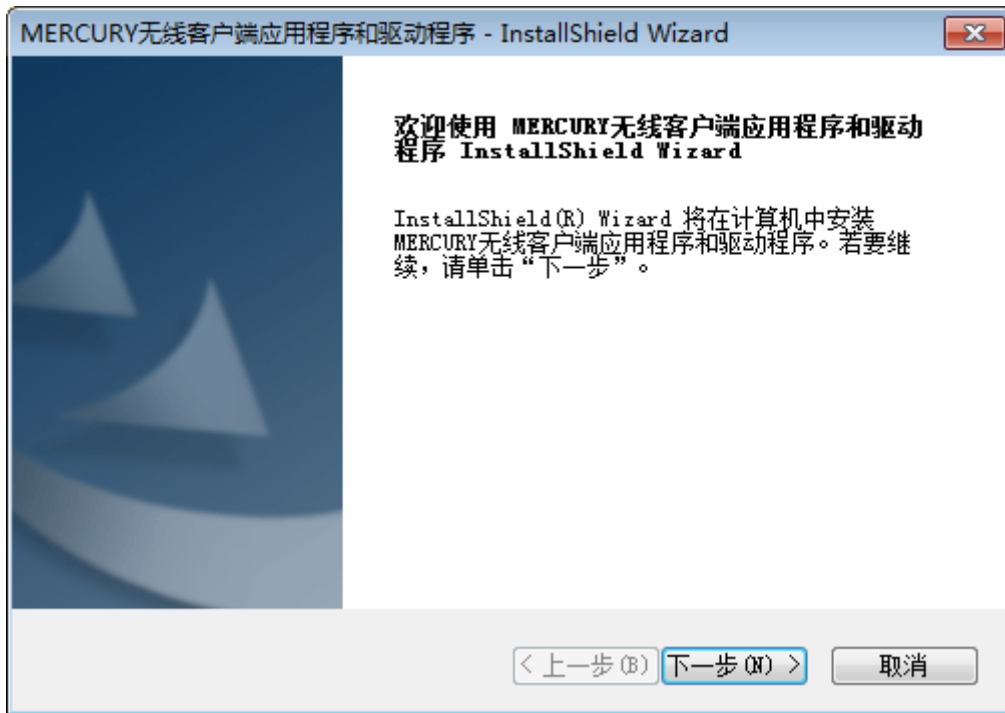 MERCURY无线客户端应用程序和驱动程序 - InstallShield Wizard
欢迎使用 MERCURY无线客户端应用程序和驱动
程序 InstallShield Wizard
InstallShield(R) Wizard 将在计算机中安装
MERCURY无线客户端应用程序和驱动程序。若要继
续，请单击“下一步”。
< 上一步(B) 下一步(N) > 取消